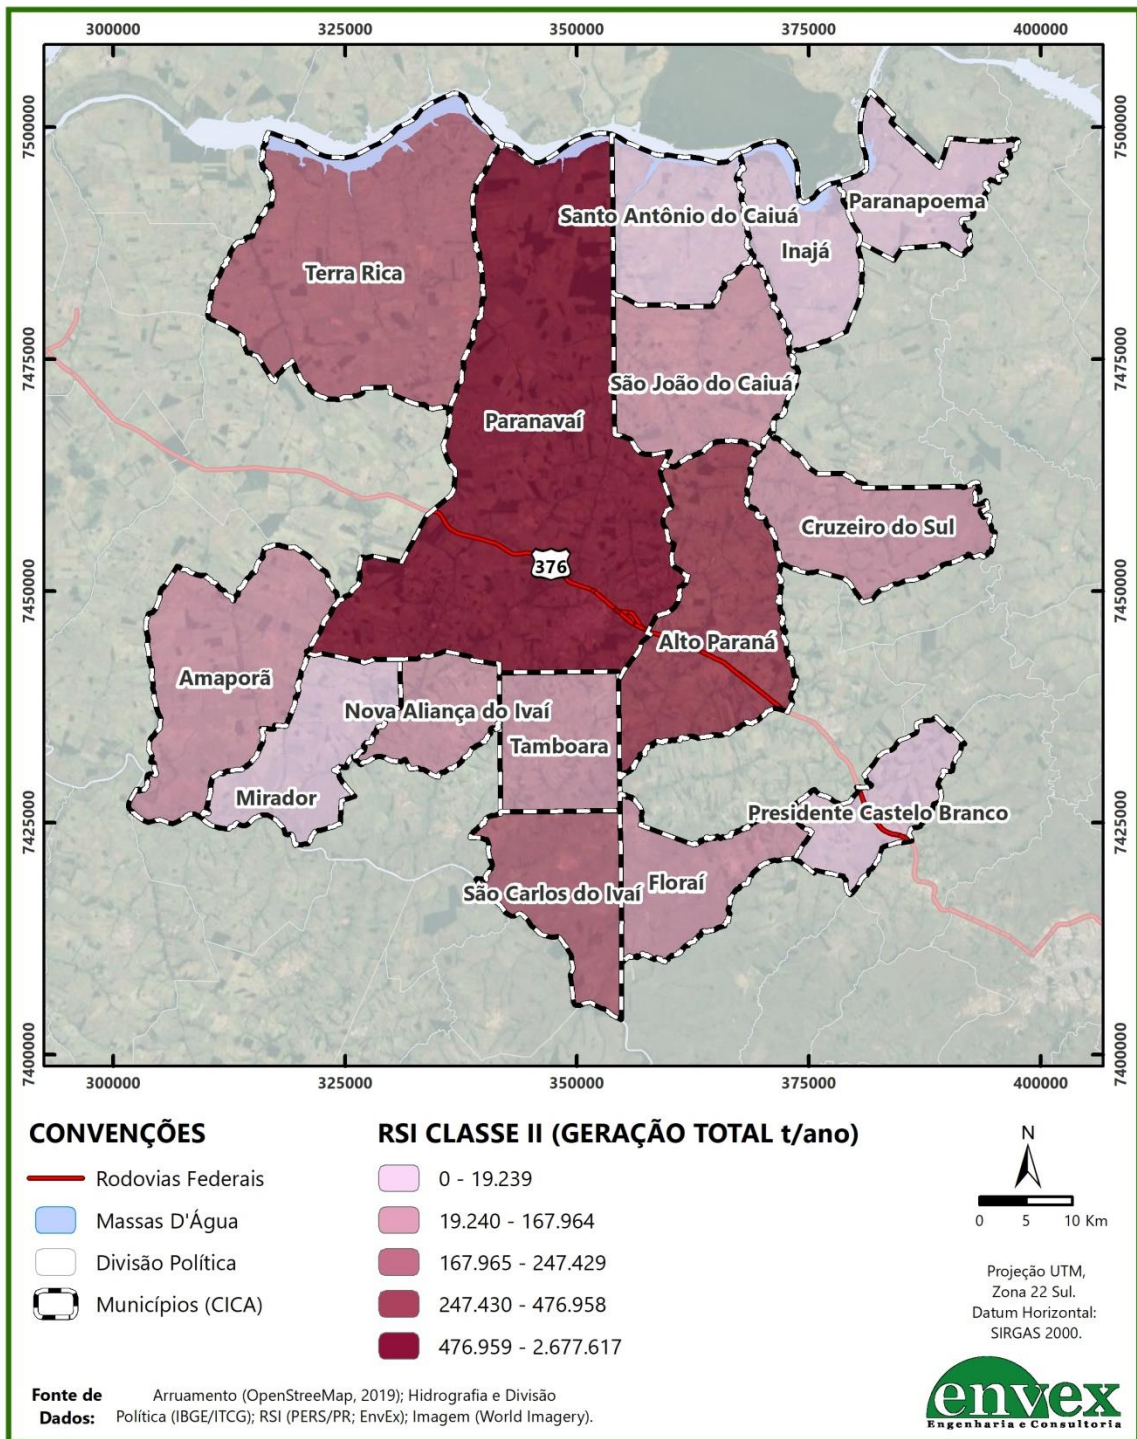 300000 325000 350000 375000 400000
7500000 7500000
Paranapoema
Santo Antônio do Caiuá
Inajá
Terra Rica
7475000 7475000
São João do Caiuá
Paranavaí
Cruzeiro do Sul
376
7450000 7450000
Alto Paraná
Amaporã
Nova Aliança do Ivaí
Tamboara
Mirador
Presidente Castelo Branco
7425000 7425000
Floraí
São Carlos do Ivaí
7400000 7400000
300000 325000 350000 375000 400000
CONVENÇÕES
Rodovias Federais
Massas D'Água
Divisão Política
Municípios (CICA)
RSI CLASSE II (GERAÇÃO TOTAL t/ano)
0 - 19.239
19.240 - 167.964
167.965 - 247.429
247.430 - 476.958
476.959 - 2.677.617
N
0 5 10 Km
Projeção UTM,
Zona 22 Sul.
Datum Horizontal:
SIRGAS 2000.
Fonte de
Dados:
Arruamento (OpenStreeMap, 2019); Hidrografia e Divisão
Política (IBGE/ITCG); RSI (PERS/PR; EnvEx); Imagem (World Imagery).
envex
Engenharia e Consultoria